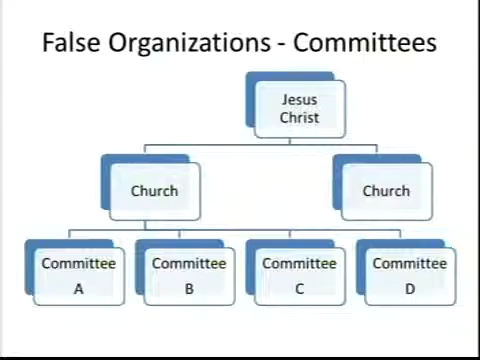 False Organizations - Committees
Jesus
Christ
Church
Church
Committee
A
Committee
B
Committee
C
Committee
D